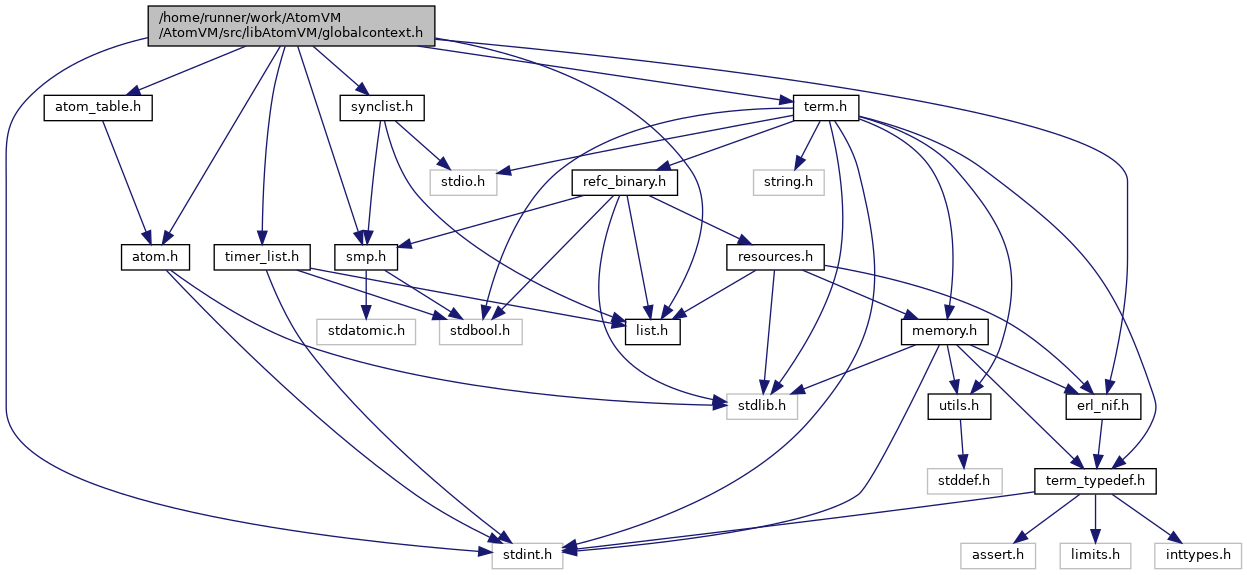 /home/runner/work/AtomVM
/AtomVM/src/libAtomVM/globalcontext.h
atom_table.h
synclist.h
term.h
stdio.h
refc_binary.h
string.h
atom.h
timer_list.h
smp.h
resources.h
stdatomic.h
stdbool.h
list.h
memory.h
stdlib.h
utils.h
erl_nif.h
stddef.h
term_typedef.h
stdint.h
assert.h
limits.h
inttypes.h